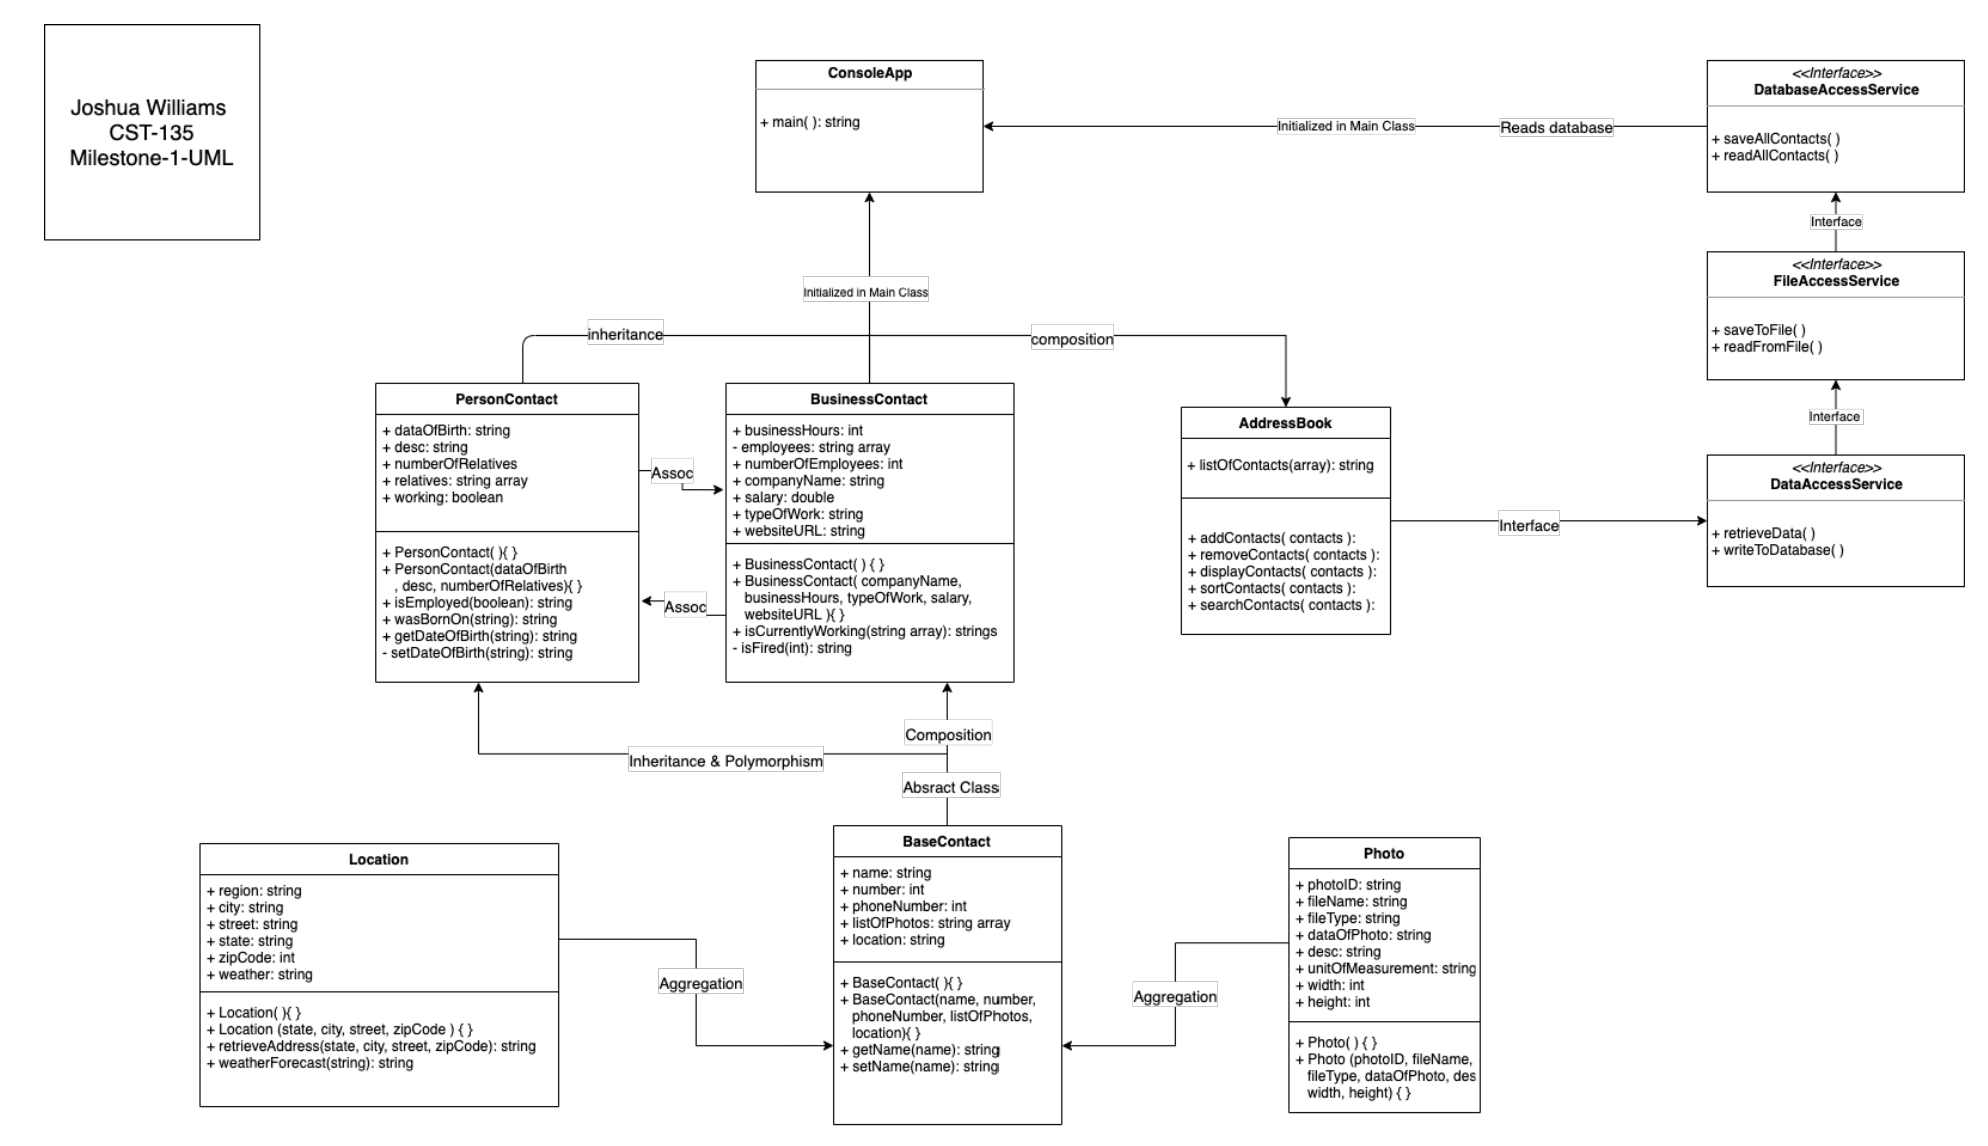 Joshua Williams
CST-135
Milestone-1-UML
ConsoleApp
+ main( ): string
Initialized in Main Class
Reads database
<<Interface>>
DatabaseAccessService
+ saveAllContacts( )
+ readAllContacts( )
Interface
<<Interface>>
FileAccessService
+ saveToFile( )
+ readFromFile( )
Interface
<<Interface>>
DataAccessService
+ retrieveData( )
+ writeToDatabase( )
Initialized in Main Class
inheritance
composition
PersonContact
+ dataOfBirth: string
+ desc: string
+ numberOfRelatives
+ relatives: string array
+ working: boolean
+ PersonContact( ){ }
+ PersonContact(dataOfBirth
, desc, numberOfRelatives){ }
+ isEmployed(boolean): string
+ wasBornOn(string): string
+ getDateOfBirth(string): string
- setDateOfBirth(string): string
Assoc
Assoc
BusinessContact
+ businessHours: int
- employees: string array
+ numberOfEmployees: int
+ companyName: string
+ salary: double
+ typeOfWork: string
+ websiteURL: string
+ BusinessContact( ) { }
+ BusinessContact( companyName,
businessHours, typeOfWork, salary,
websiteURL ){ }
+ isCurrentlyWorking(string array): strings
- isFired(int): string
AddressBook
+ listOfContacts(array): string
+ addContacts( contacts ):
+ removeContacts( contacts ):
+ displayContacts( contacts ):
+ sortContacts( contacts ):
+ searchContacts( contacts ):
Interface
Composition
Inheritance & Polymorphism
Absract Class
Location
+ region: string
+ city: string
+ street: string
+ state: string
+ zipCode: int
+ weather: string
+ Location( ){ }
+ Location (state, city, street, zipCode ) { }
+ retrieveAddress(state, city, street, zipCode): string
+ weatherForecast(string): string
Aggregation
BaseContact
+ name: string
+ number: int
+ phoneNumber: int
+ listOfPhotos: string array
+ location: string
+ BaseContact( ){ }
+ BaseContact(name, number,
phoneNumber, listOfPhotos,
location){ }
+ getName(name): string
+ setName(name): string
Aggregation
Photo
+ photoID: string
+ fileName: string
+ fileType: string
+ dataOfPhoto: string
+ desc: string
+ unitOfMeasurement: string
+ width: int
+ height: int
+ Photo( ) { }
+ Photo (photoID, fileName,
fileType, dataOfPhoto, des
width, height) { }